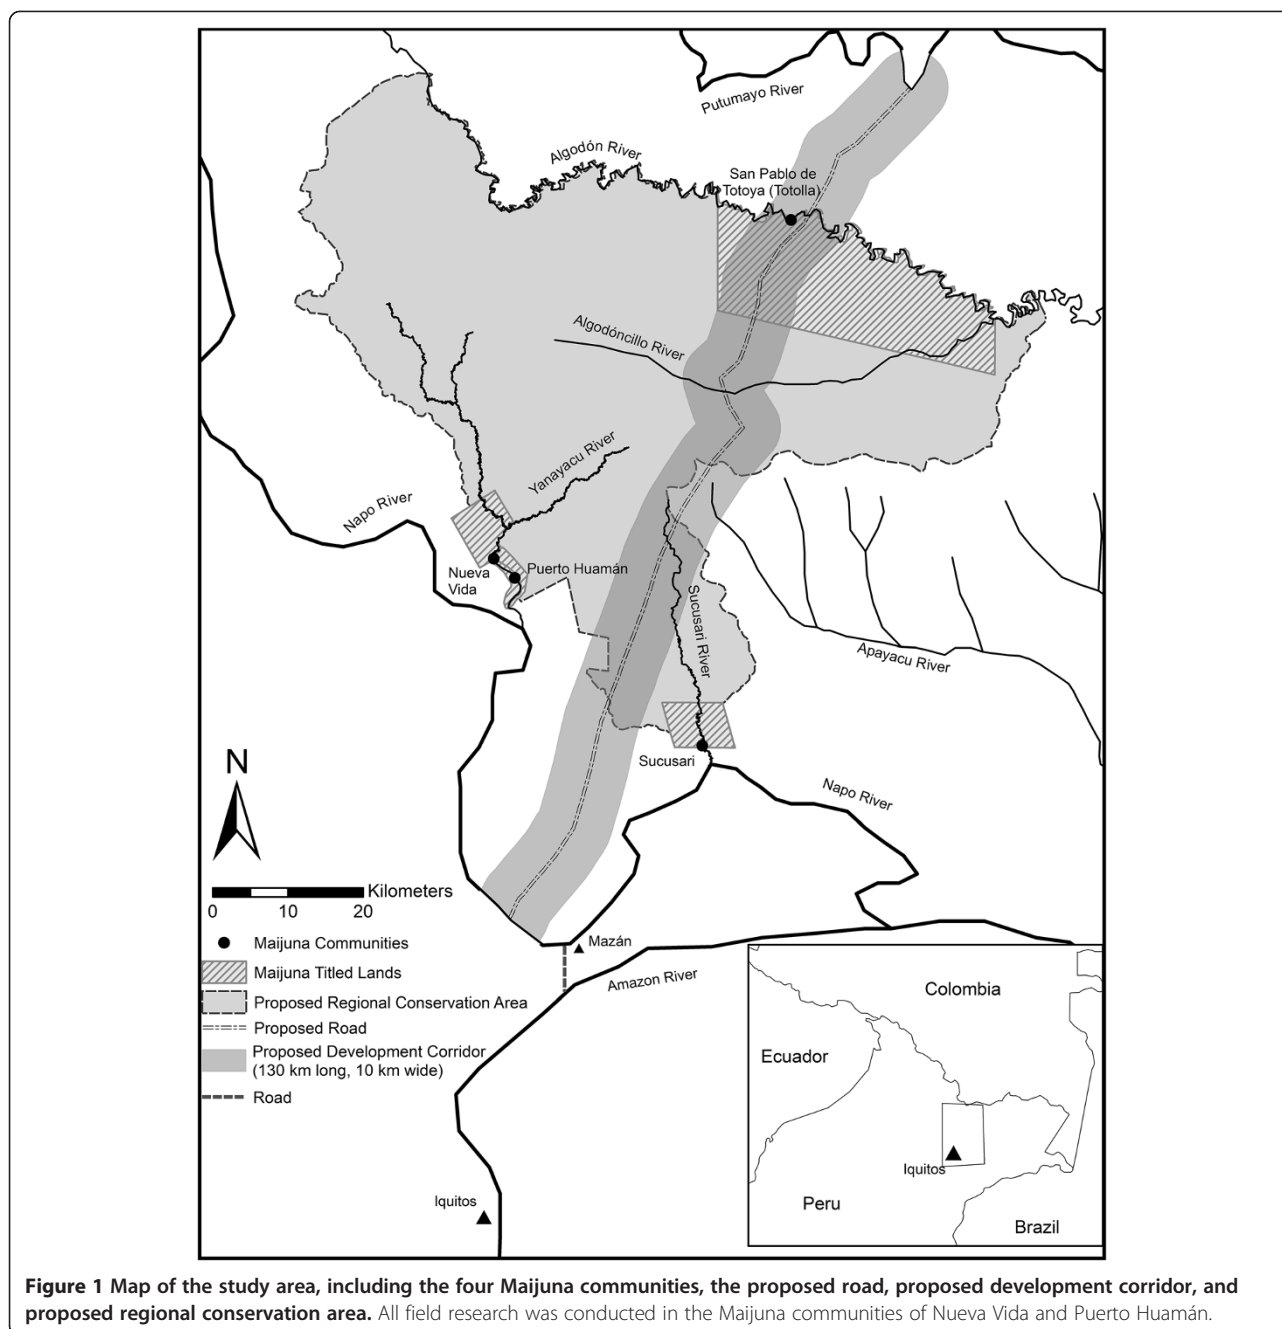 Putumayo River
Algodón River
San Pablo de
Totoya (Totolla)
Algodóncillo River
Yanayacu River
Napo River
Nueva
Vida
Puerto Huamán
Sucusari River
Apayacu River
Sucusari
Napo River
N
Kilometers
0 10 20
Maijuna Communities
Maijuna Titled Lands
Proposed Regional Conservation Area
Proposed Road
Proposed Development Corridor
(130 km long, 10 km wide)
Road
Mazán
Amazon River
Iquitos
Colombia
Ecuador
Iquitos
Peru
Brazil
Figure 1 Map of the study area, including the four Maijuna communities, the proposed road, proposed development corridor, and
proposed regional conservation area. All field research was conducted in the Maijuna communities of Nueva Vida and Puerto Huamán.